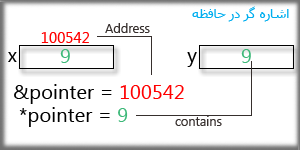 اشاره گر در حافظه
100542 Address
x 9 y 9
&pointer = 100542
*pointer = 9
contains